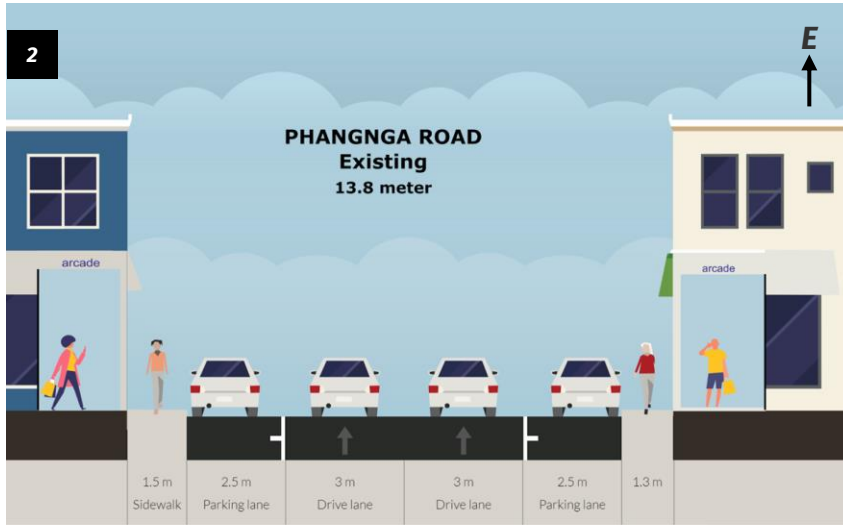 2
E
PHANGNGA ROAD
Existing
13.8 meter
arcade
arcade
1.5 m
Sidewalk
2.5 m
Parking lane
3 m
Drive lane
3 m
Drive lane
2.5 m
Parking lane
1.3 m